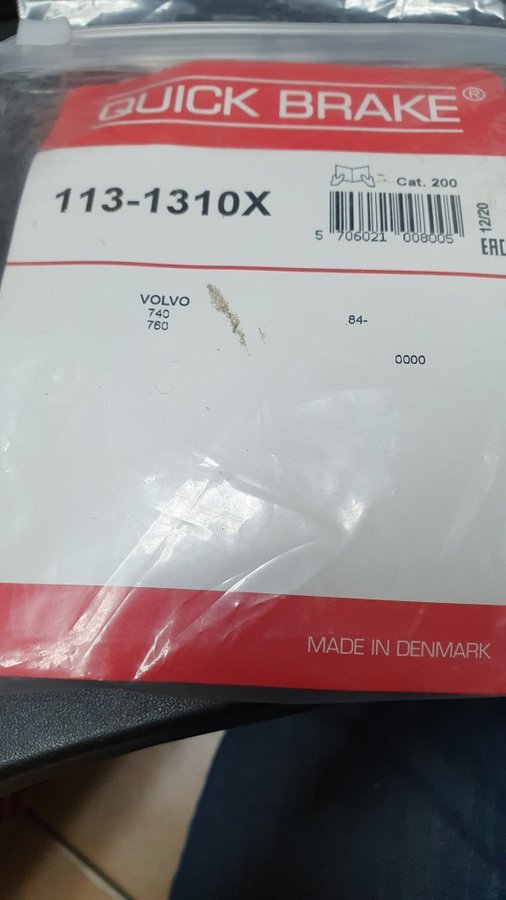 QUICK BRAKE®
113-1310X
Cat. 200
5 706021 008005
12/20
EAC
VOLVO
740
760
84-
0000
MADE IN DENMARK